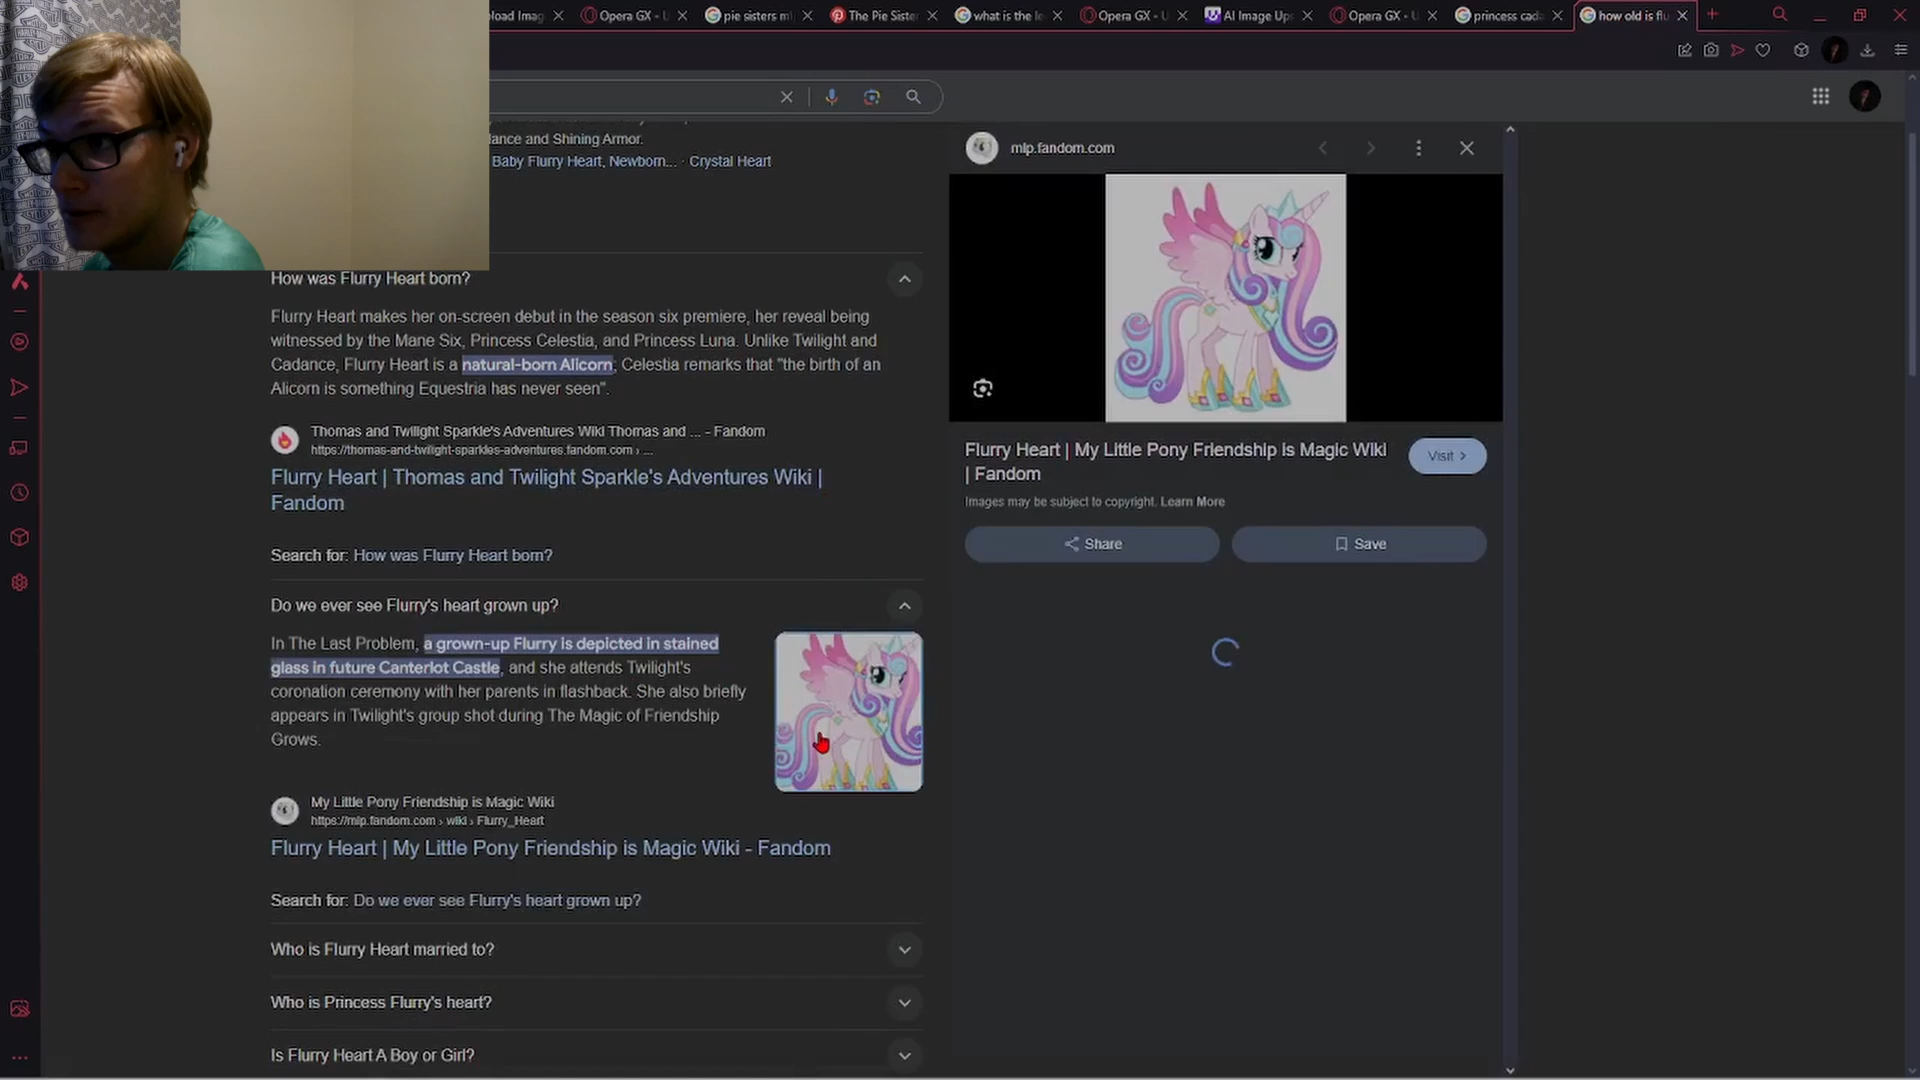 pload Imag
Opera GX - U
pie sisters ml
The Pie Siste
what is the le
Opera GX - U
AI Image Ups
Opera GX - U
princess cada
how old is flu
mlp.fandom.com
lance and Shining Armor.
Baby Flurry Heart, Newborn... · Crystal Heart
How was Flurry Heart born?
Flurry Heart makes her on-screen debut in the season six premiere, her reveal being
witnessed by the Mane Six, Princess Celestia, and Princess Luna. Unlike Twilight and
Cadance, Flurry Heart is a natural-born Alicorn; Celestia remarks that "the birth of an
Alicorn is something Equestria has never seen".
Thomas and Twilight Sparkle's Adventures Wiki Thomas and ... - Fandom
https://thomas-and-twilight-sparkles-adventures.fandom.com › ...
Flurry Heart | Thomas and Twilight Sparkle's Adventures Wiki |
Fandom
Search for: How was Flurry Heart born?
Do we ever see Flurry's heart grown up?
In The Last Problem, a grown-up Flurry is depicted in stained
glass in future Canterlot Castle, and she attends Twilight's
coronation ceremony with her parents in flashback. She also briefly
appears in Twilight's group shot during The Magic of Friendship
Grows.
My Little Pony Friendship is Magic Wiki
https://mlp.fandom.com › wiki › Flurry_Heart
Flurry Heart | My Little Pony Friendship is Magic Wiki - Fandom
Search for: Do we ever see Flurry's heart grown up?
Who is Flurry Heart married to?
Who is Princess Flurry's heart?
Is Flurry Heart A Boy or Girl?
Flurry Heart | My Little Pony Friendship is Magic Wiki
| Fandom
Visit
Images may be subject to copyright. Learn More
Share
Save